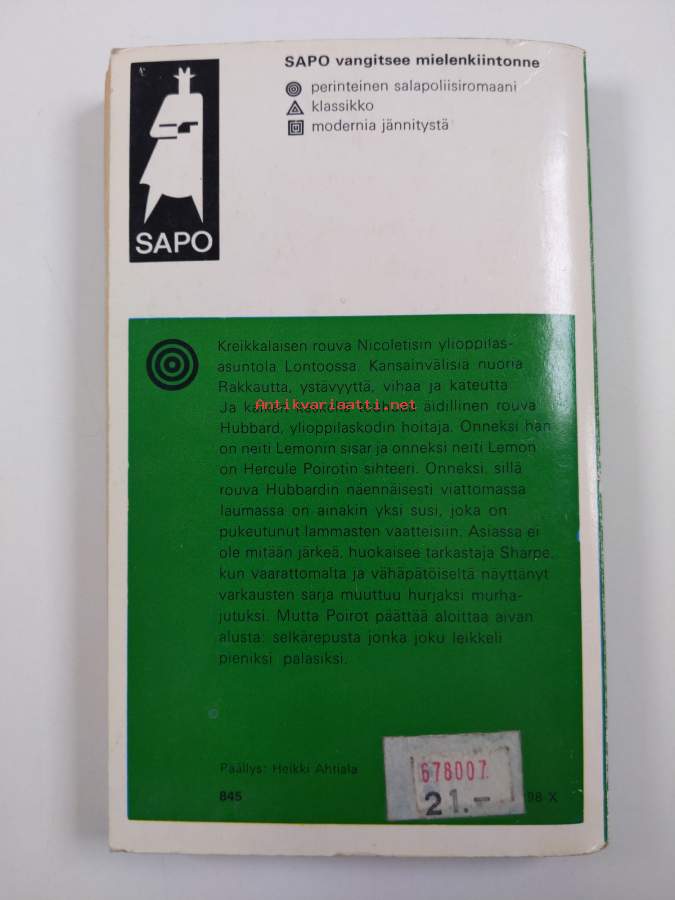 SAPO
SAPO vangitsee mielenkiintonne
perinteinen salapoliisiromaani
klassikko
modernia jännitystä
Kreikkalaisen rouva Nicoletisin ylioppilas-
asuntola Lontoossa. Kansainvälisiä nuoria
Rakkautta, ystävyyttä, vihaa ja kateutta
Antikvariaatti.net
Ja äidillinen rouva
Hubbard, ylioppilaskodin hoitaja. Onneksi hän
on neiti Lemonin sisar ja onneksi neiti Lemon
on Hercule Poirotin sihteeri. Onneksi, sillä
rouva Hubbardin näennäisesti viattomassa
laumassa on ainakin yksi susi, joka on
pukeutunut lammasten vaatteisiin. Asiassa ei
ole mitään järkeä, huokaisee tarkastaja Sharpe,
kun vaarattomalta ja vähäpätöiseltä näyttänyt
varkausten sarja muuttuu hurjaksi murha-
jutuksi. Mutta Poirot päättää aloittaa aivan
alusta: selkärepusta jonka joku leikkeli
pieniksi palasiksi.
Päällys: Heikki Ahtiala
845
678007
21.-
98-X